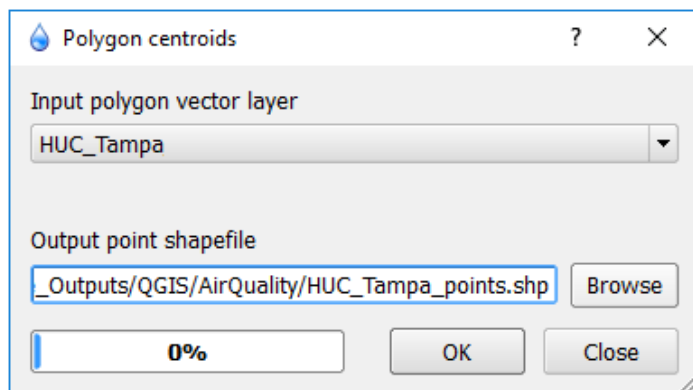 Polygon centroids ?
Input polygon vector layer
HUC_Tampa
Output point shapefile
_Outputs/QGIS/AirQuality/HUC_Tampa_points.shp Browse
0% OK Close